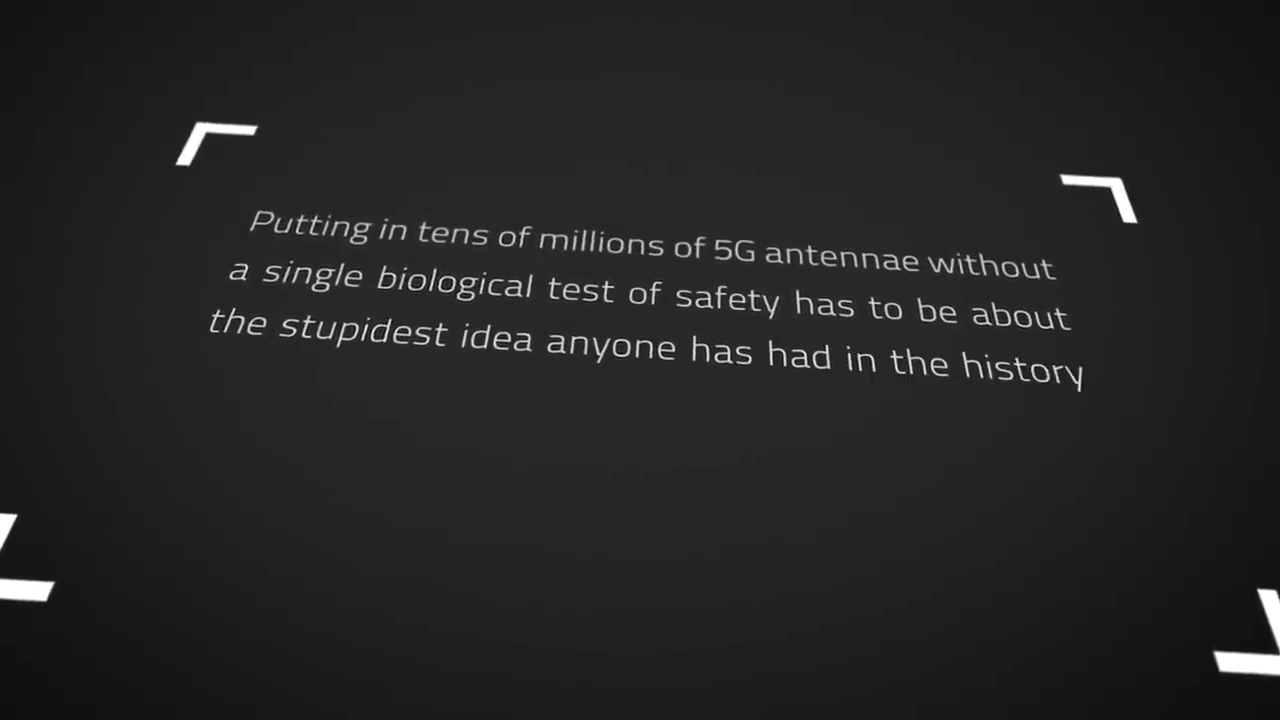 Putting in tens of millions of 5G antennae without
a single biological test of safety has to be about
the stupidest idea anyone has had in the history